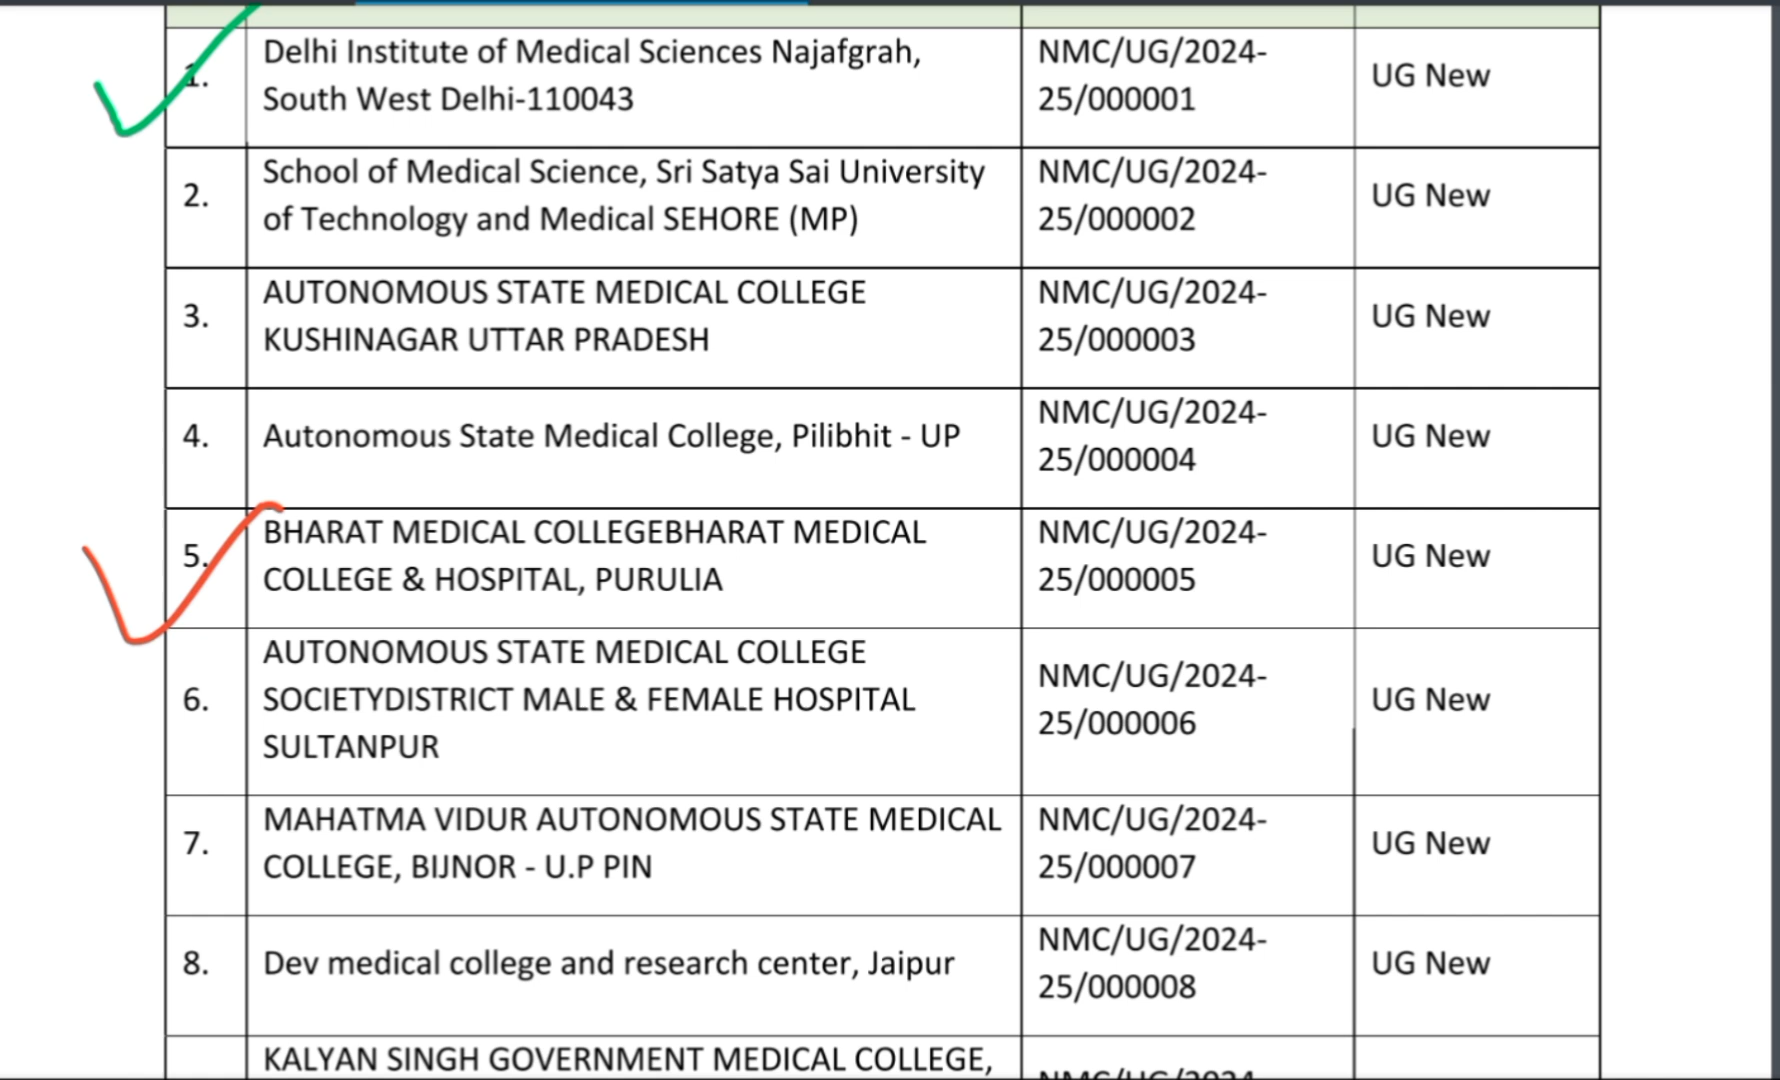 1.
Delhi Institute of Medical Sciences Najafgrah,
South West Delhi-110043
NMC/UG/2024-
25/000001
UG New
2.
School of Medical Science, Sri Satya Sai University
of Technology and Medical SEHORE (MP)
NMC/UG/2024-
25/000002
UG New
3.
AUTONOMOUS STATE MEDICAL COLLEGE
KUSHINAGAR UTTAR PRADESH
NMC/UG/2024-
25/000003
UG New
4.
Autonomous State Medical College, Pilibhit - UP
NMC/UG/2024-
25/000004
UG New
5.
BHARAT MEDICAL COLLEGEBHARAT MEDICAL
COLLEGE & HOSPITAL, PURULIA
NMC/UG/2024-
25/000005
UG New
6.
AUTONOMOUS STATE MEDICAL COLLEGE
SOCIETYDISTRICT MALE & FEMALE HOSPITAL
SULTANPUR
NMC/UG/2024-
25/000006
UG New
7.
MAHATMA VIDUR AUTONOMOUS STATE MEDICAL
COLLEGE, BIJNOR - U.P PIN
NMC/UG/2024-
25/000007
UG New
8.
Dev medical college and research center, Jaipur
NMC/UG/2024-
25/000008
UG New
KALYAN SINGH GOVERNMENT MEDICAL COLLEGE,
NMC/UG/2024-